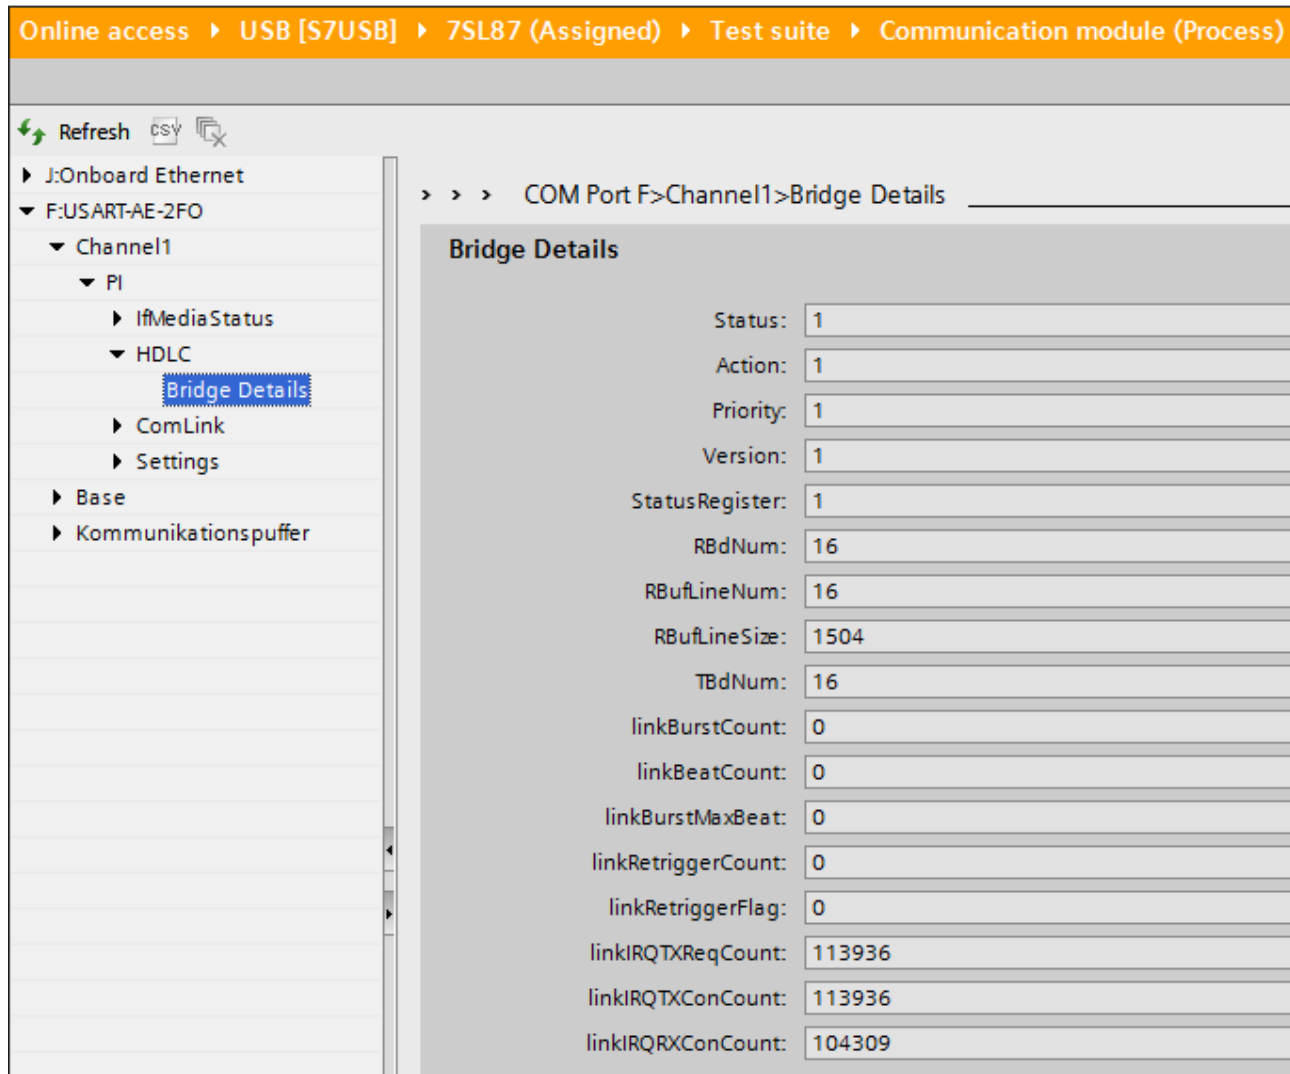 Online access ▸ USB [S7USB] ▸ 7SL87 (Assigned) ▸ Test suite ▸ Communication module (Process)
Refresh CSV
J:Onboard Ethernet
F:USART-AE-2FO
Channel1
PI
IfMediaStatus
HDLC
Bridge Details
ComLink
Settings
Base
Kommunikationspuffer
> > > COM Port F>Channel1>Bridge Details
Bridge Details
Status: 1
Action: 1
Priority: 1
Version: 1
StatusRegister: 1
RBdNum: 16
RBufLineNum: 16
RBufLineSize: 1504
TBdNum: 16
linkBurstCount: 0
linkBeatCount: 0
linkBurstMaxBeat: 0
linkRetriggerCount: 0
linkRetriggerFlag: 0
linkIRQTXReqCount: 113936
linkIRQTXConCount: 113936
linkIRQRXConCount: 104309